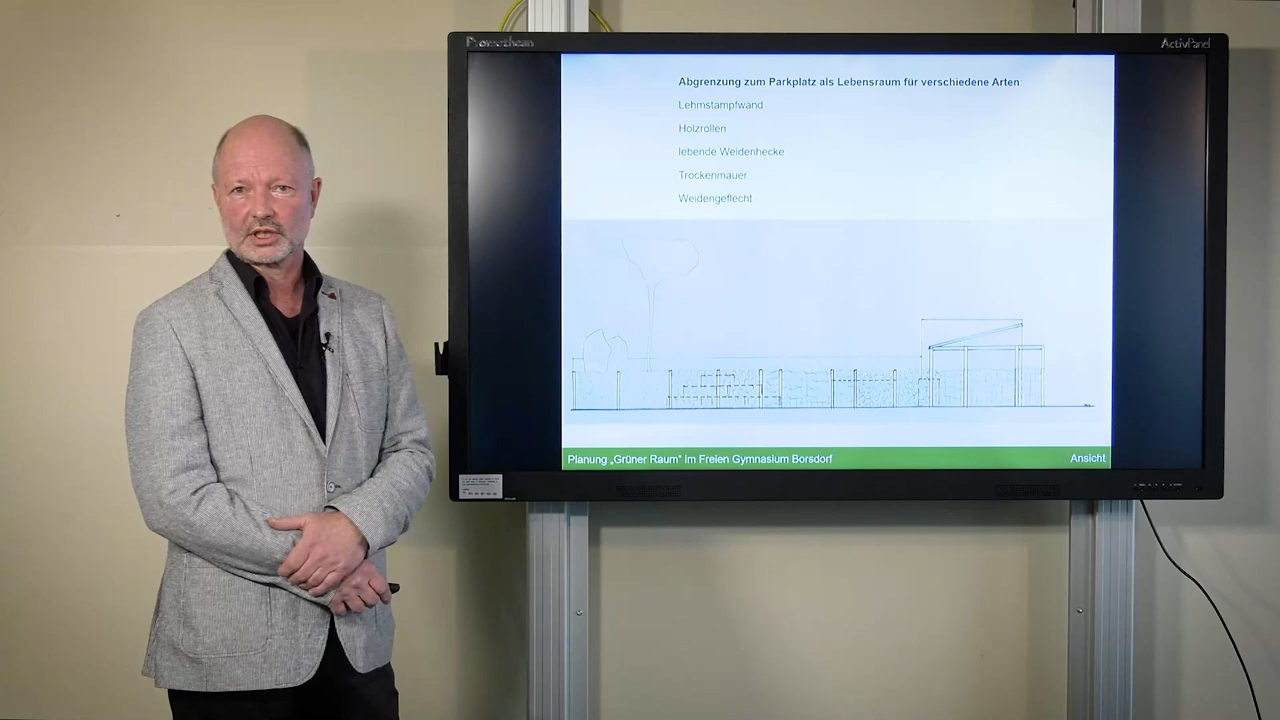 Promethean
ActivPanel
Abgrenzung zum Parkplatz als Lebensraum für verschiedene Arten
Lehmstampfwand
Holzrollen
lebende Weidenhecke
Trockenmauer
Weidengeflecht
Planung „Grüner Raum" im Freien Gymnasium Borsdorf
Ansicht